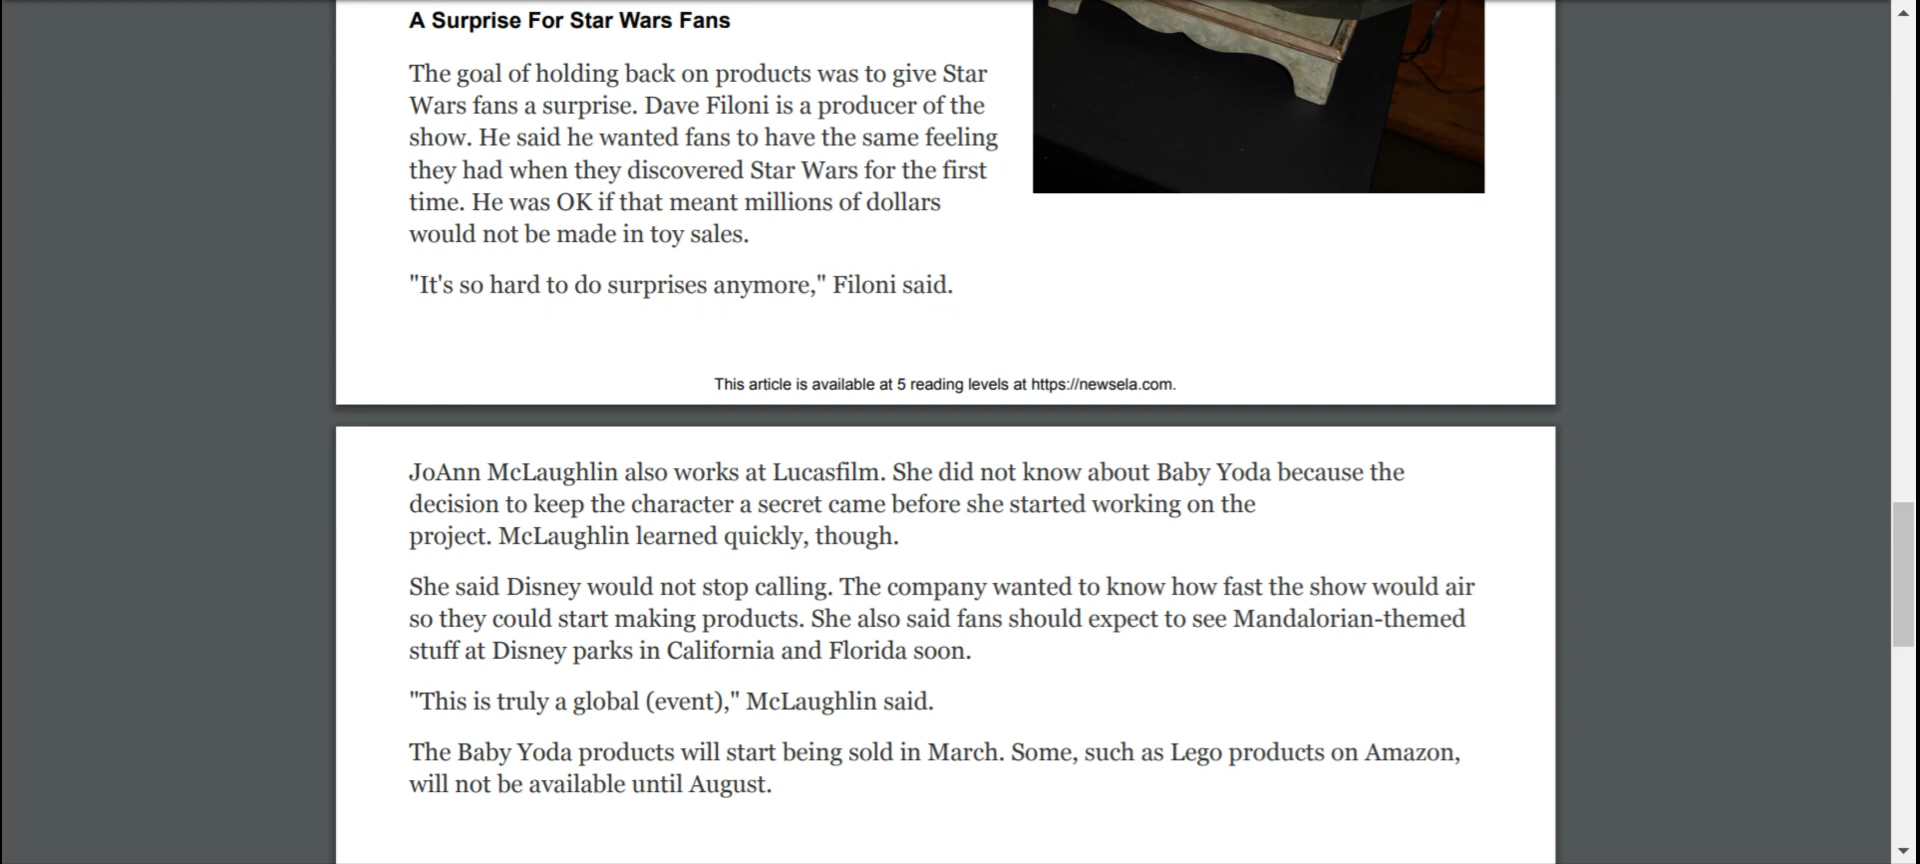 A Surprise For Star Wars Fans
The goal of holding back on products was to give Star
Wars fans a surprise. Dave Filoni is a producer of the
show. He said he wanted fans to have the same feeling
they had when they discovered Star Wars for the first
time. He was OK if that meant millions of dollars
would not be made in toy sales.
"It's so hard to do surprises anymore," Filoni said.
This article is available at 5 reading levels at https://newsela.com.
JoAnn McLaughlin also works at Lucasfilm. She did not know about Baby Yoda because the
decision to keep the character a secret came before she started working on the
project. McLaughlin learned quickly, though.
She said Disney would not stop calling. The company wanted to know how fast the show would air
so they could start making products. She also said fans should expect to see Mandalorian-themed
stuff at Disney parks in California and Florida soon.
"This is truly a global (event)," McLaughlin said.
The Baby Yoda products will start being sold in March. Some, such as Lego products on Amazon,
will not be available until August.